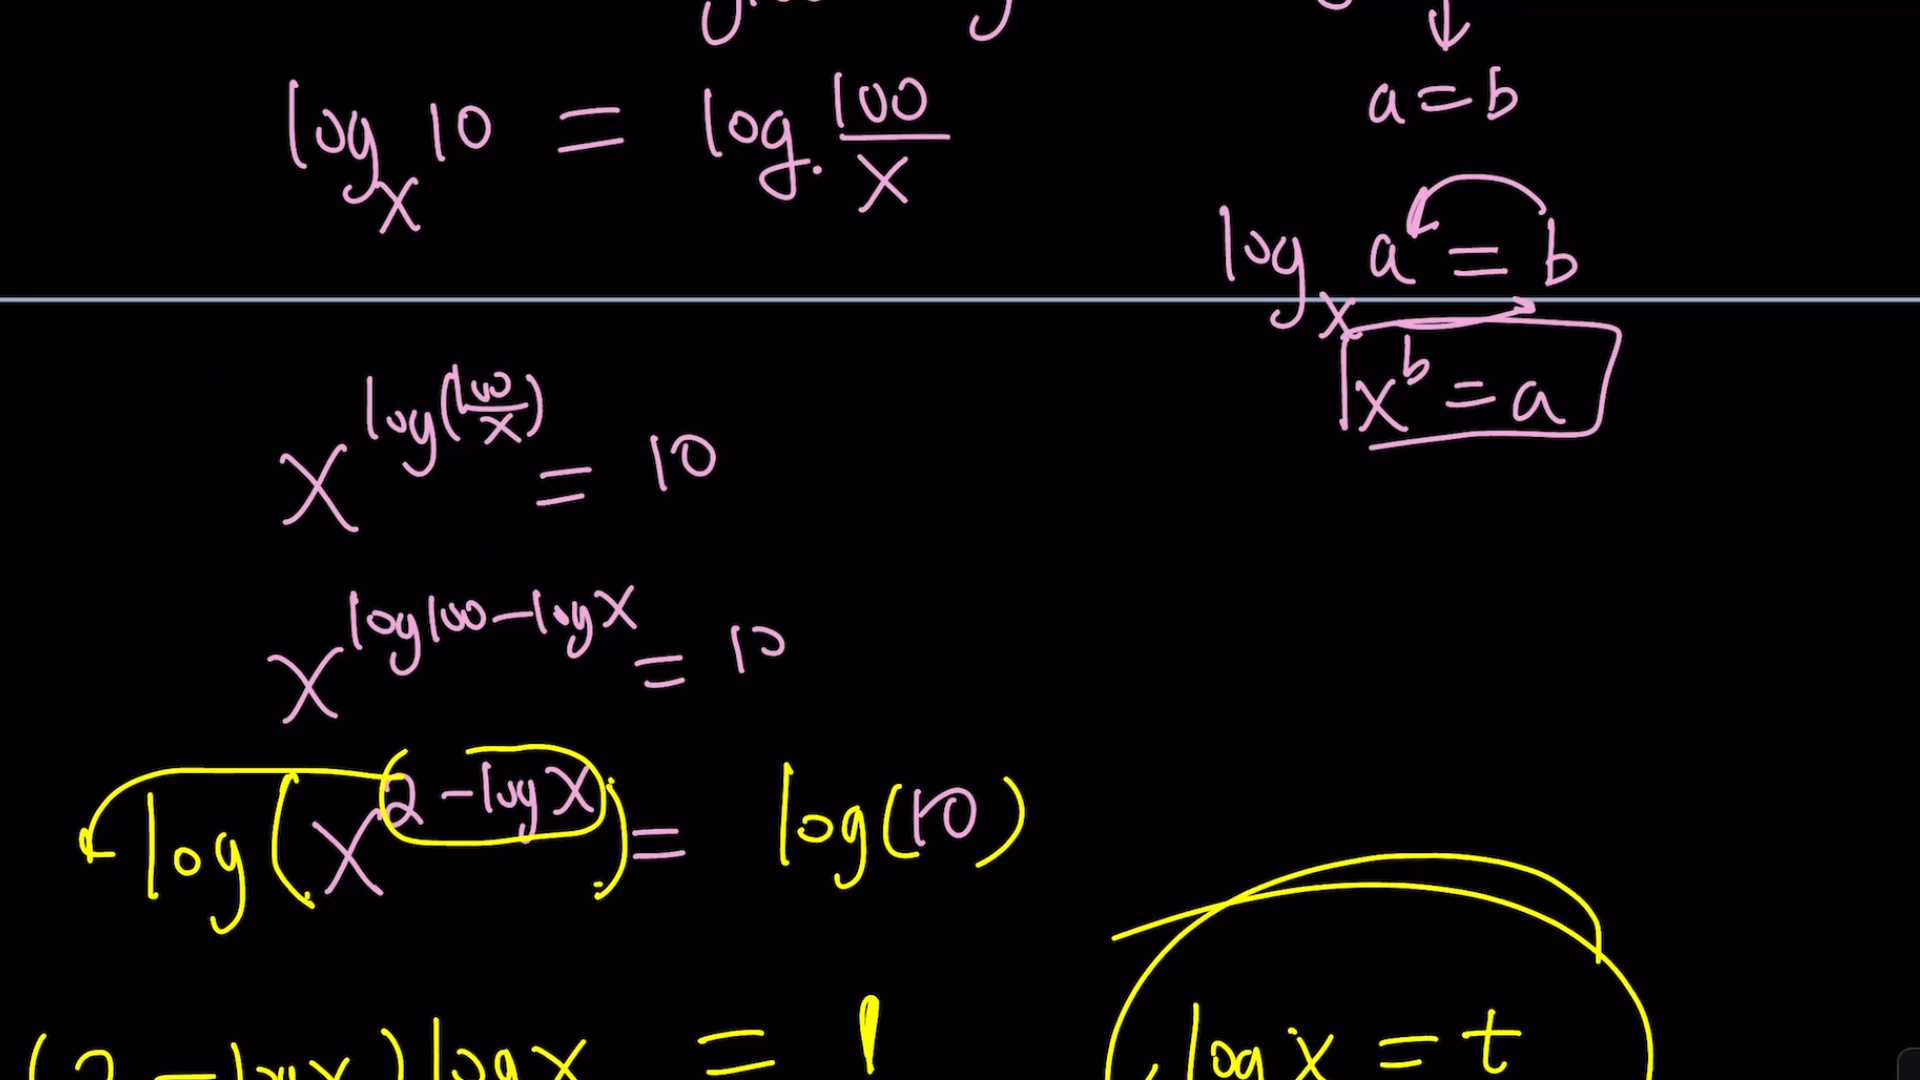 log_x 10 = log 100/x
a = b
log_x a = b
x^b = a
x^log(100/x) = 10
x^log100-logx = 10
log(x^2-logx) = log(10)
(2-logx)logx = 1
logx = t